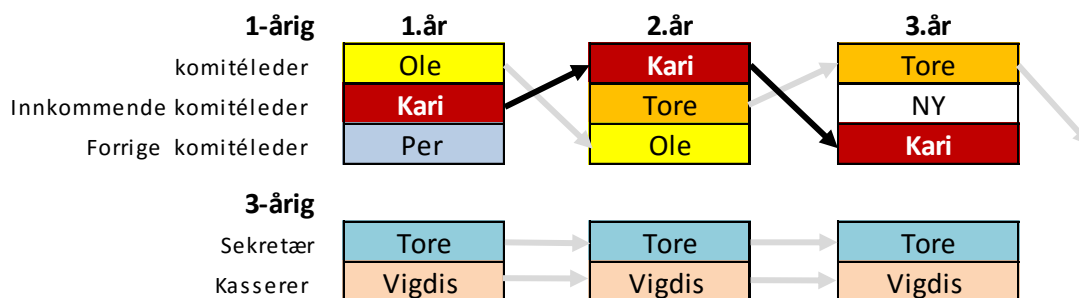 1-årig 1.år 2.år 3.år
komitéleder Ole Kari Tore
Innkommende komitéleder Kari Tore NY
Forrige komitéleder Per Ole Kari
3-årig
Sekretær Tore Tore Tore
Kasserer Vigdis Vigdis Vigdis